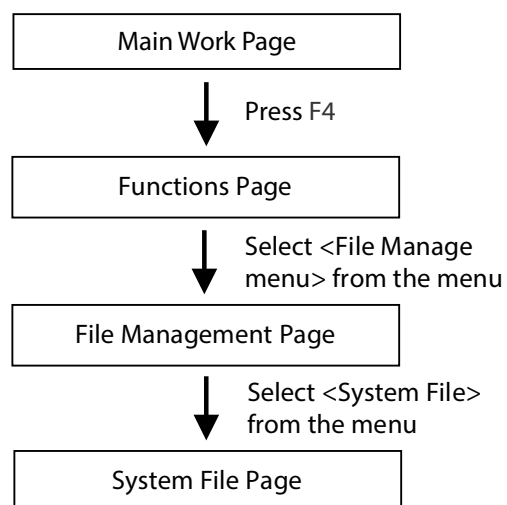 Main Work Page
Press F4
Functions Page
Select <File Manage
menu> from the menu
File Management Page
Select <System File>
from the menu
System File Page